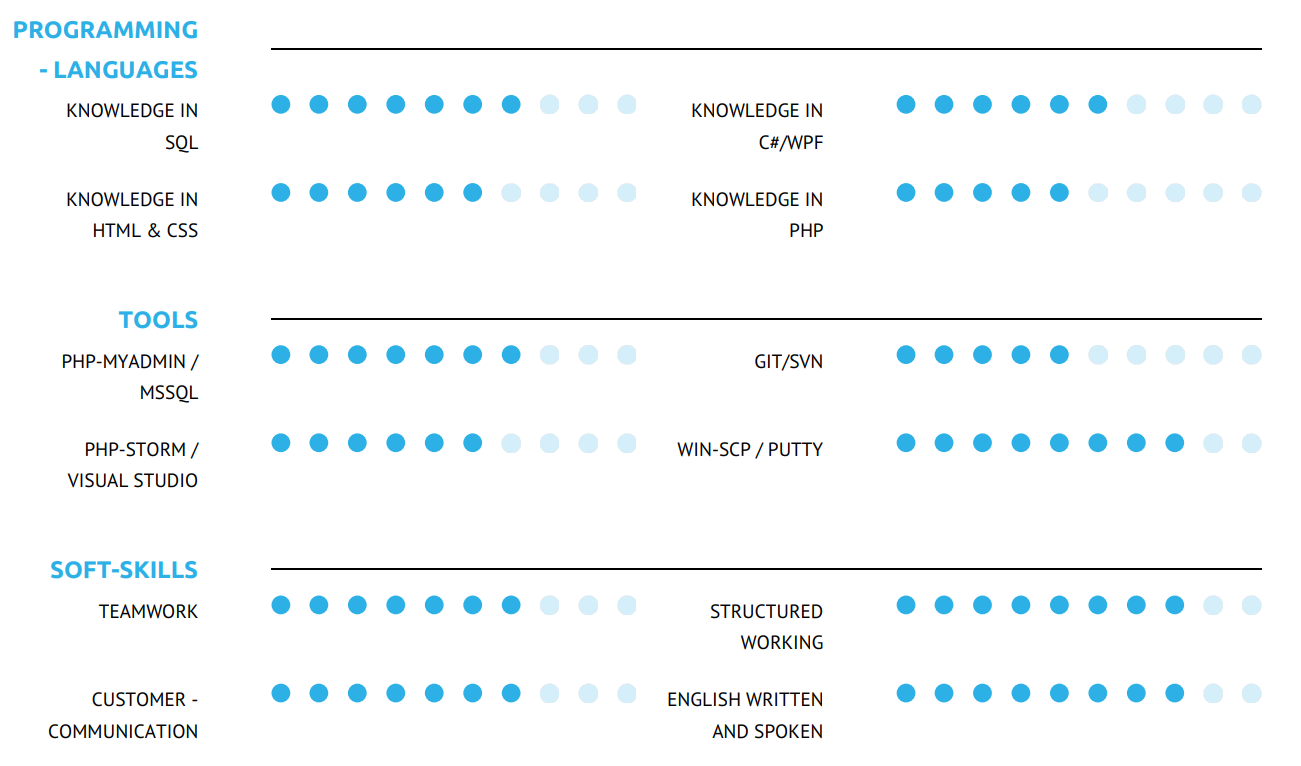 PROGRAMMING
- LANGUAGES
KNOWLEDGE IN
SQL
KNOWLEDGE IN
C#/WPF
KNOWLEDGE IN
HTML & CSS
KNOWLEDGE IN
PHP
TOOLS
PHP-MYADMIN /
MSSQL
GIT/SVN
PHP-STORM /
VISUAL STUDIO
WIN-SCP / PUTTY
SOFT-SKILLS
TEAMWORK
STRUCTURED
WORKING
CUSTOMER -
COMMUNICATION
ENGLISH WRITTEN
AND SPOKEN